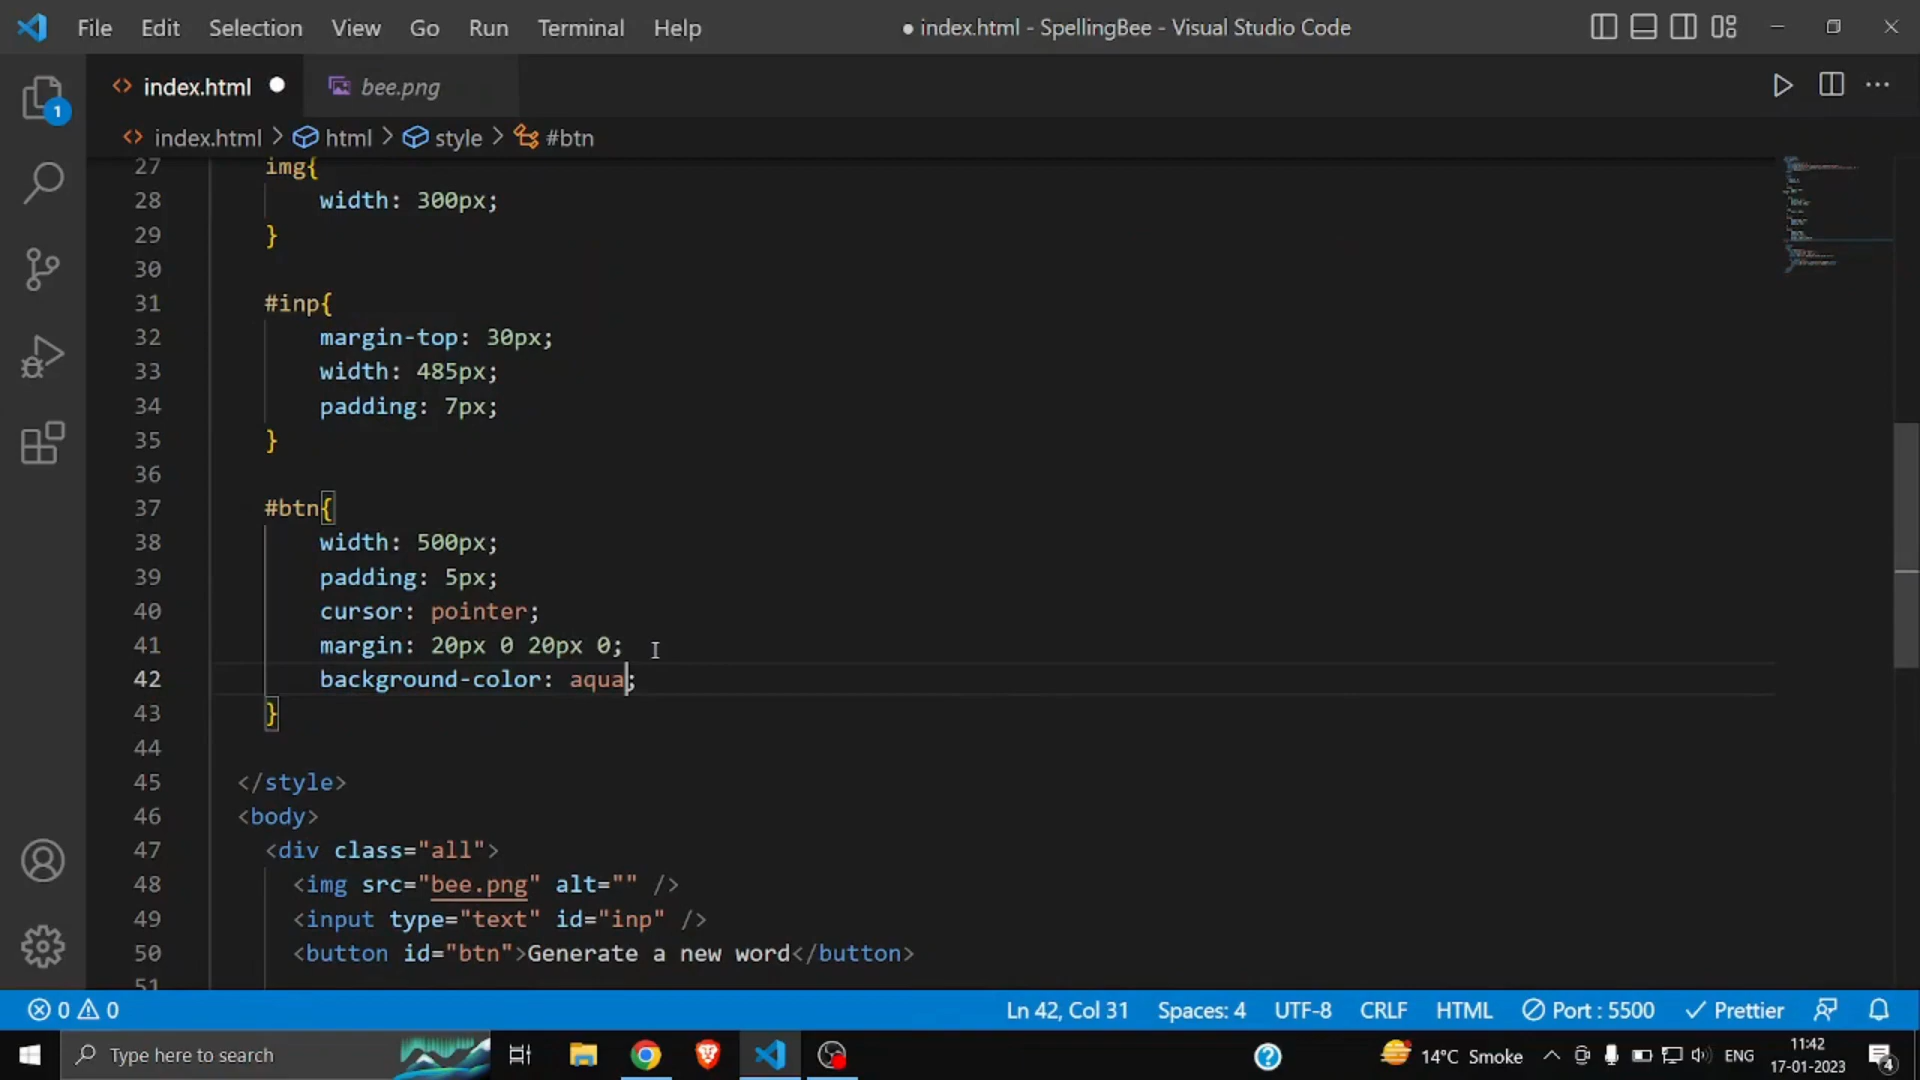 File Edit Selection View Go Run Terminal Help ● index.html - SpellingBee - Visual Studio Code
index.html ● bee.png
1
index.html > html > style > #btn
27 img{
28 width: 300px;
29 }
30
31 #inp{
32 margin-top: 30px;
33 width: 485px;
34 padding: 7px;
35 }
36
37 #btn{
38 width: 500px;
39 padding: 5px;
40 cursor: pointer;
41 margin: 20px 0 20px 0;
42 background-color: aqua;
43 }
44
45 </style>
46 <body>
47 <div class="all">
48 <img src="bee.png" alt="" />
49 <input type="text" id="inp" />
50 <button id="btn">Generate a new word</button>
51
0 0 Ln 42, Col 31 Spaces: 4 UTF-8 CRLF HTML Port : 5500 Prettier
Type here to search 14°C Smoke ENG 11:42 4
17-01-2023